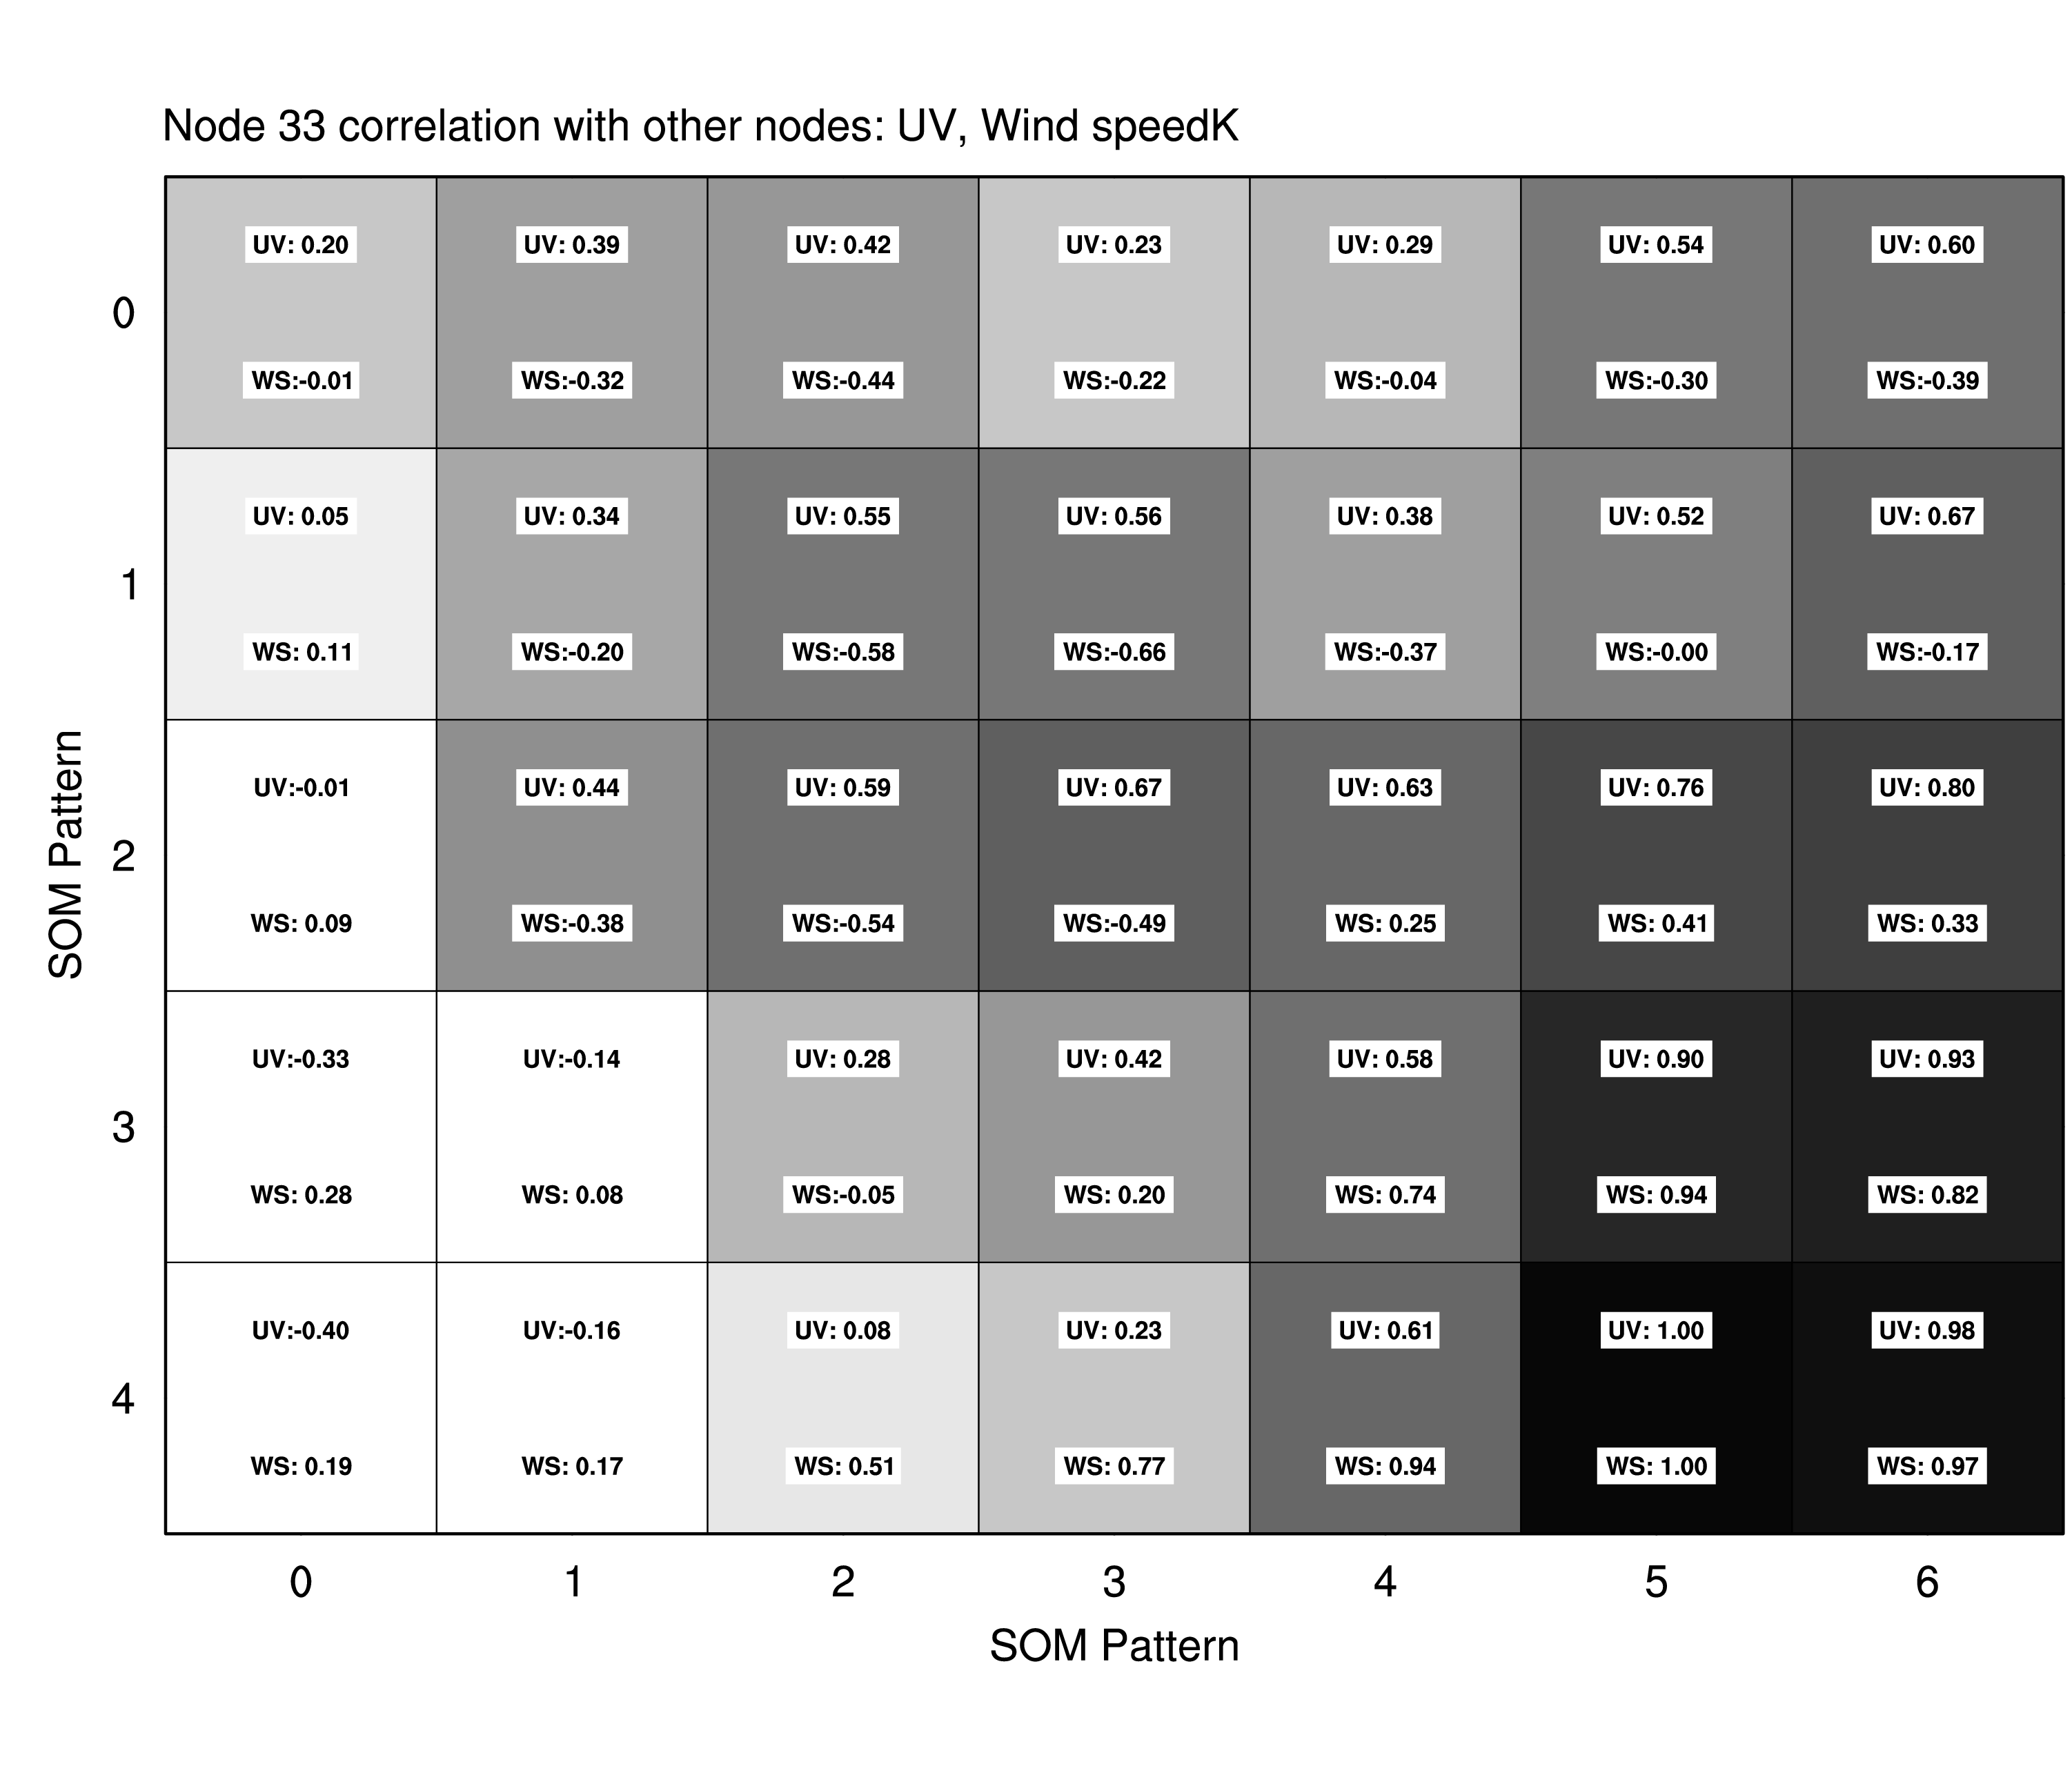 Node 33 correlation with other nodes: UV, Wind speedK
UV: 0.20 UV: 0.39 UV: 0.42 UV: 0.23 UV: 0.29 UV: 0.54 UV: 0.60
0
WS:-0.01 WS:-0.32 WS:-0.44 WS:-0.22 WS:-0.04 WS:-0.30 WS:-0.39
UV: 0.05 UV: 0.34 UV: 0.55 UV: 0.56 UV: 0.38 UV: 0.52 UV: 0.67
1
WS: 0.11 WS:-0.20 WS:-0.58 WS:-0.66 WS:-0.37 WS:-0.00 WS:-0.17
SOM Pattern
UV:-0.01 UV: 0.44 UV: 0.59 UV: 0.67 UV: 0.63 UV: 0.76 UV: 0.80
2
WS: 0.09 WS:-0.38 WS:-0.54 WS:-0.49 WS: 0.25 WS: 0.41 WS: 0.33
UV:-0.33 UV:-0.14 UV: 0.28 UV: 0.42 UV: 0.58 UV: 0.90 UV: 0.93
3
WS: 0.28 WS: 0.08 WS:-0.05 WS: 0.20 WS: 0.74 WS: 0.94 WS: 0.82
UV:-0.40 UV:-0.16 UV: 0.08 UV: 0.23 UV: 0.61 UV: 1.00 UV: 0.98
4
WS: 0.19 WS: 0.17 WS: 0.51 WS: 0.77 WS: 0.94 WS: 1.00 WS: 0.97
0 1 2 3 4 5 6
SOM Pattern